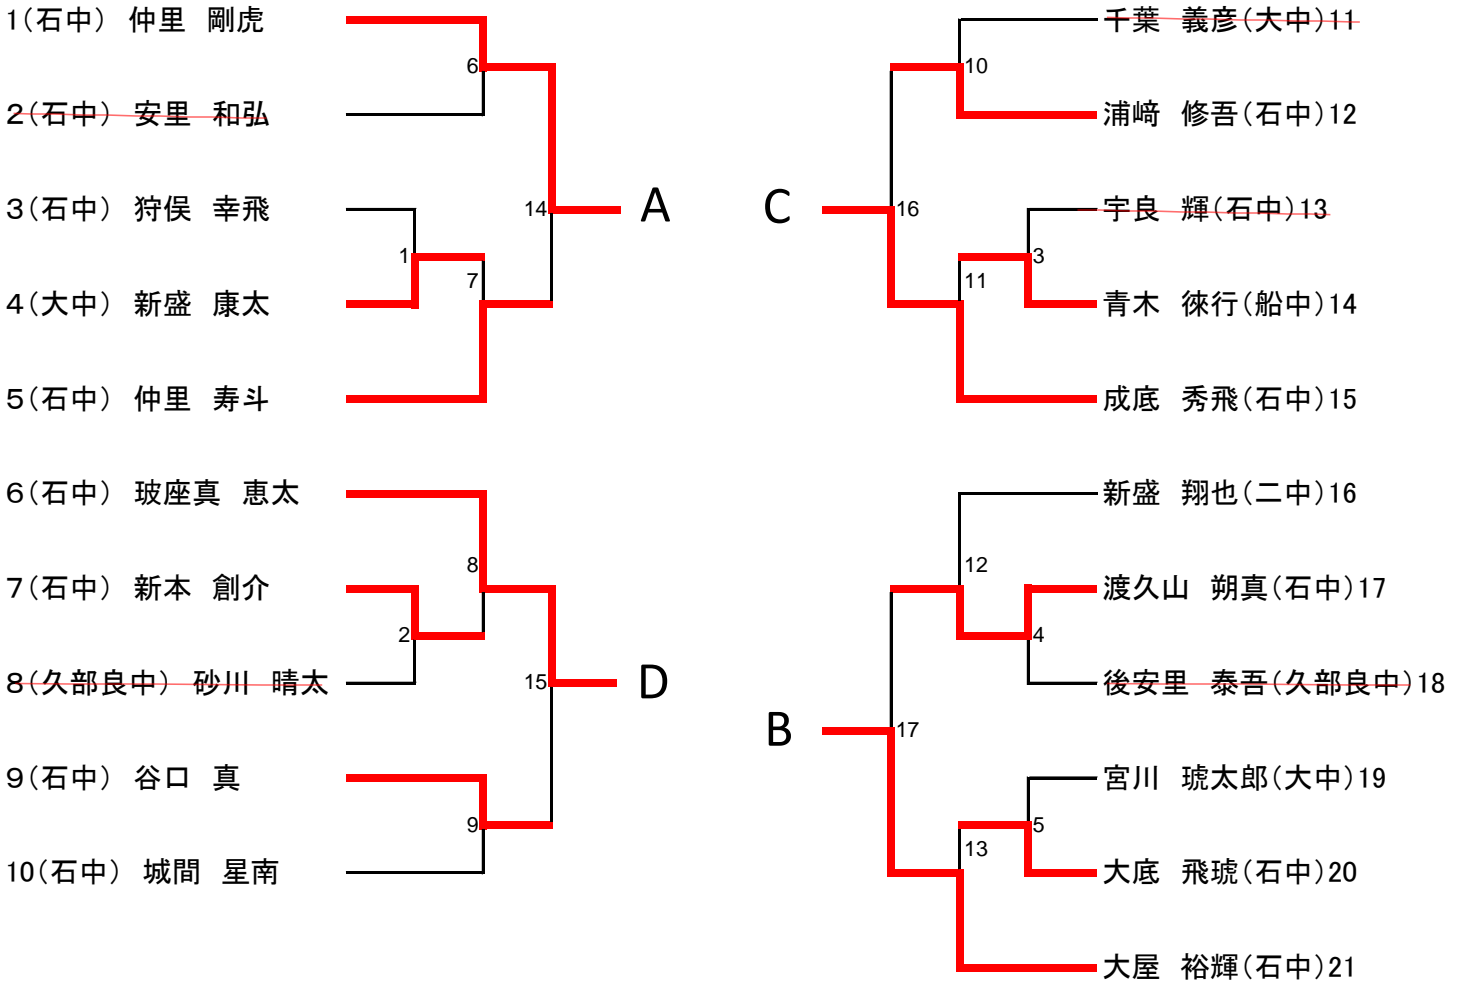 1(石中) 仲里 剛虎
6
2(石中) 安里 和弘
3(石中) 狩俣 幸飛
14
A
1
7
4(大中) 新盛 康太
5(石中) 仲里 寿斗
6(石中) 玻座真 恵太
8
7(石中) 新本 創介
2
8(久部良中) 砂川 晴太
15
D
9(石中) 谷口 真
9
10(石中) 城間 星南
千葉 義彦(大中)11
10
浦﨑 修吾(石中)12
宇良 輝(石中)13
C
16
3
11
青木 徠行(船中)14
成底 秀飛(石中)15
新盛 翔也(二中)16
12
渡久山 朔真(石中)17
4
後安里 泰吾(久部良中)18
B
17
宮川 琥太郎(大中)19
5
13
大底 飛琥(石中)20
大屋 裕輝(石中)21